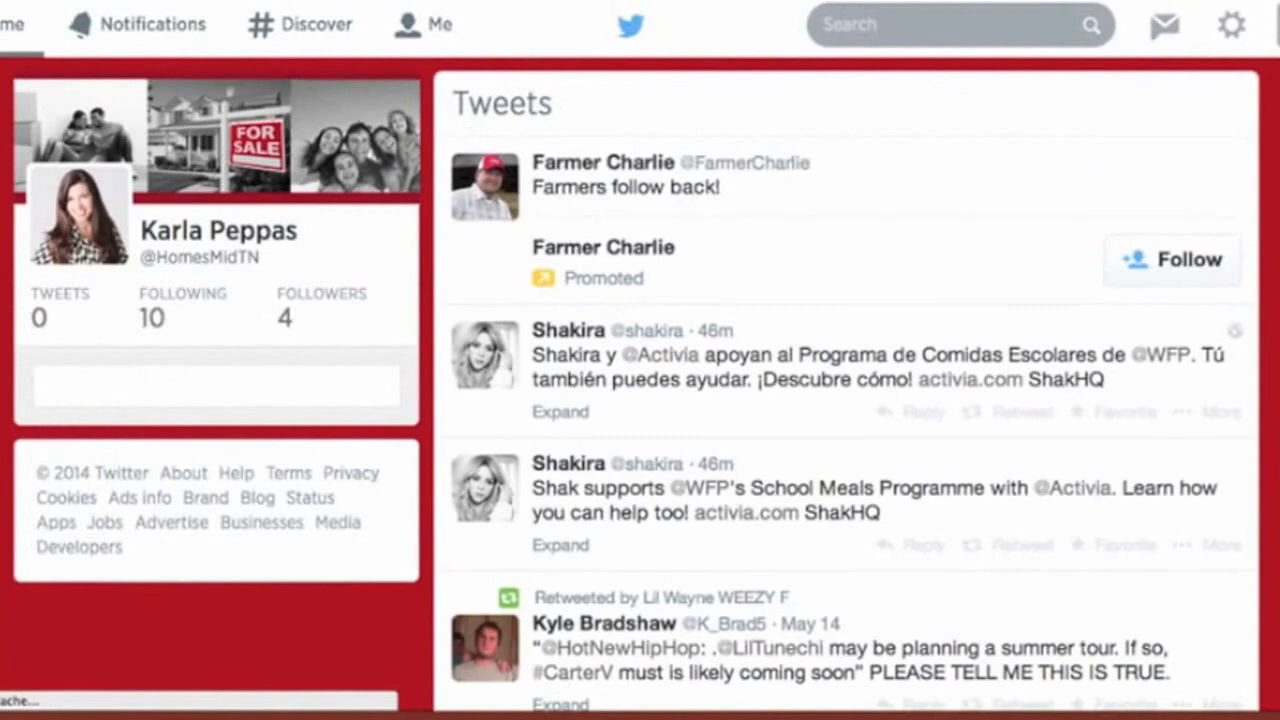 me Notifications # Discover Me Search
FOR
SALE
Karla Peppas
@HomesMidTN
TWEETS FOLLOWING FOLLOWERS
0 10 4
© 2014 Twitter About Help Terms Privacy
Cookies Ads info Brand Blog Status
Apps Jobs Advertise Businesses Media
Developers
ache...
Tweets
Farmer Charlie @FarmerCharlie
Farmers follow back!
Farmer Charlie
Promoted
Follow
Shakira @shakira · 46m
Shakira y @Activia apoyan al Programa de Comidas Escolares de @WFP. Tú
también puedes ayudar. ¡Descubre cómo! activia.com ShakHQ
Expand Reply Retweet Favorite More
Shakira @shakira · 46m
Shak supports @WFP's School Meals Programme with @Activia. Learn how
you can help too! activia.com ShakHQ
Expand Reply Retweet Favorite More
Retweeted by Lil Wayne WEEZY F
Kyle Bradshaw @K_Brad5 · May 14
"@HotNewHipHop: .@LilTunechi may be planning a summer tour. If so,
#CarterV must is likely coming soon" PLEASE TELL ME THIS IS TRUE.
Expand Reply Retweet Favorite More